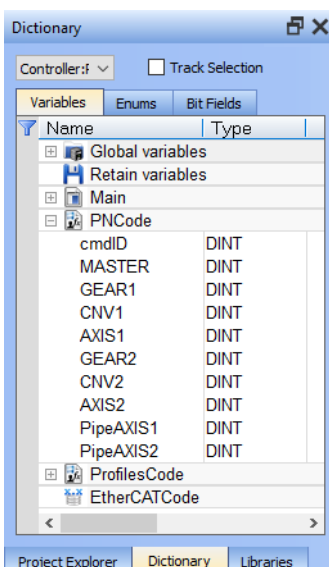 Dictionary
Controller:F Track Selection
Variables Enums Bit Fields
Name Type
Global variables
Retain variables
Main
PNCode
cmdID DINT
MASTER DINT
GEAR1 DINT
CNV1 DINT
AXIS1 DINT
GEAR2 DINT
CNV2 DINT
AXIS2 DINT
PipeAXIS1 DINT
PipeAXIS2 DINT
ProfilesCode
EtherCATCode
Project Explorer Dictionary Libraries